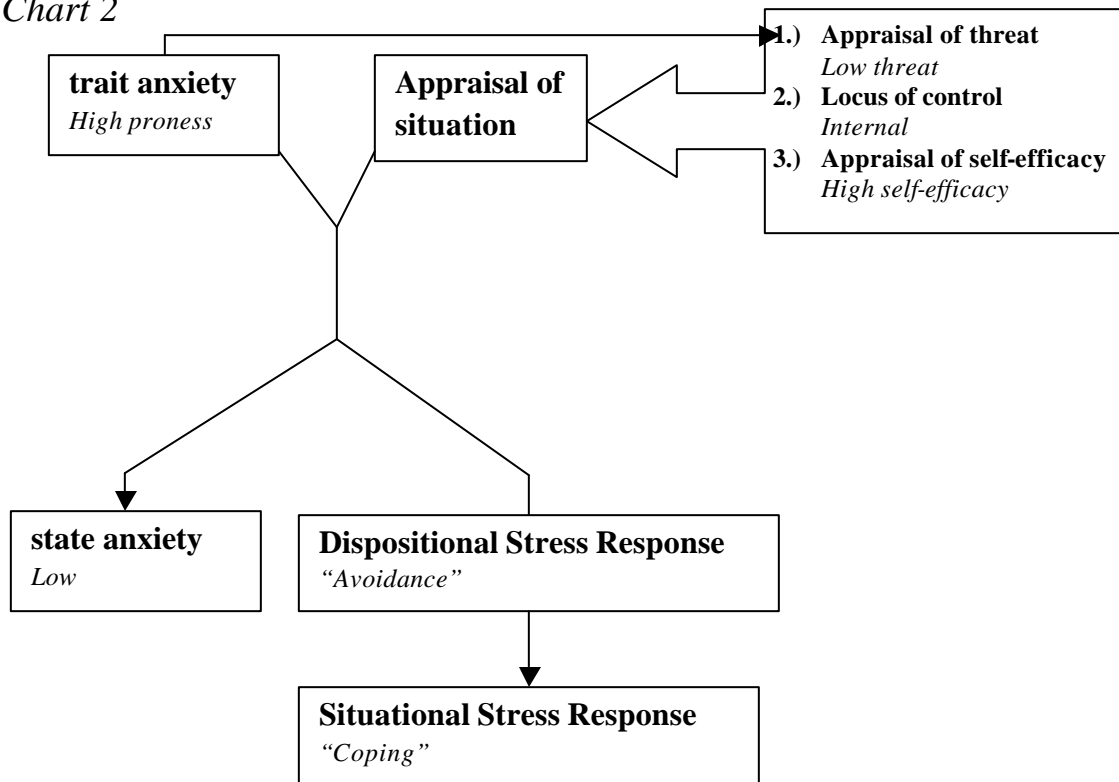 Chart 2
trait anxiety
High proness
Appraisal of
situation
1.) Appraisal of threat
Low threat
2.) Locus of control
Internal
3.) Appraisal of self-efficacy
High self-efficacy
state anxiety
Low
Dispositional Stress Response
“Avoidance”
Situational Stress Response
“Coping”